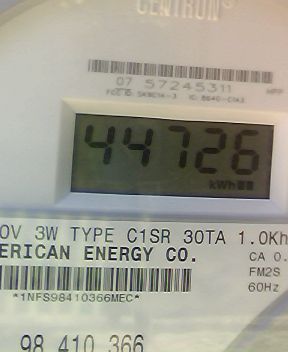 CENTRON®
07 57245311
44726
kWh
0V 3W TYPE C1SR 30TA 1.0Kh
ERICAN ENERGY CO.
CA 0.
FM2S
*1NFS98410366MEC*
60Hz
98 410 366